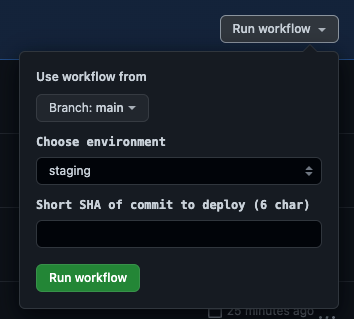 Run workflow
Use workflow from
Branch: main
Choose environment
staging
Short SHA of commit to deploy (6 char)
Run workflow
25 minutes ago
...